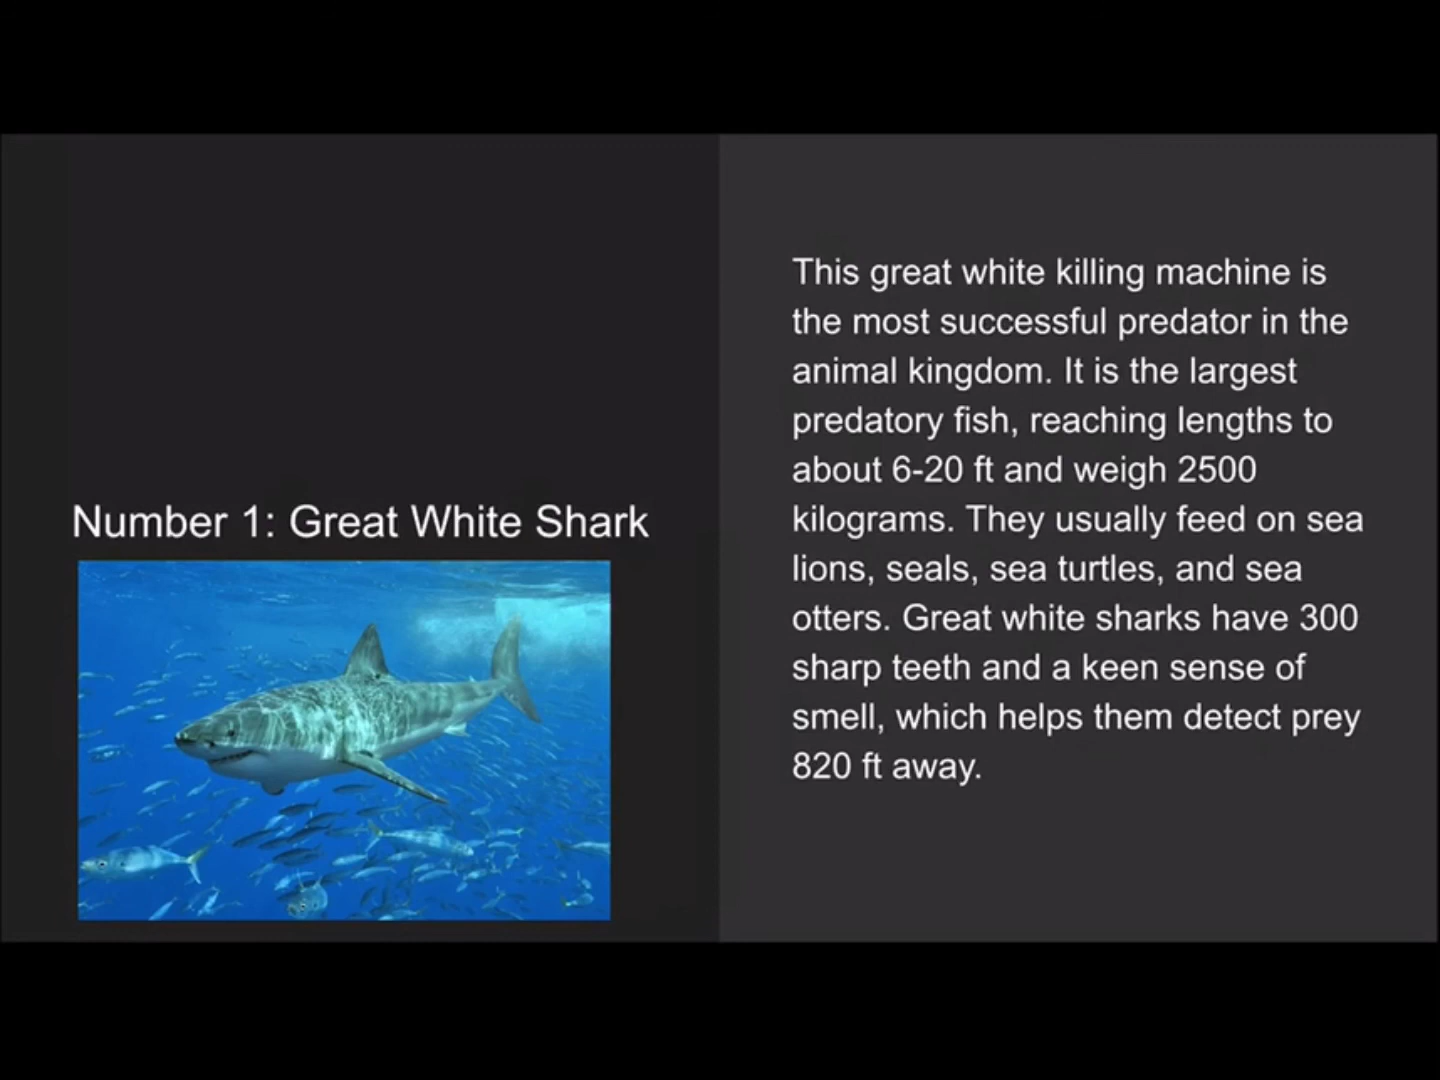 Number 1: Great White Shark
This great white killing machine is
the most successful predator in the
animal kingdom. It is the largest
predatory fish, reaching lengths to
about 6-20 ft and weigh 2500
kilograms. They usually feed on sea
lions, seals, sea turtles, and sea
otters. Great white sharks have 300
sharp teeth and a keen sense of
smell, which helps them detect prey
820 ft away.